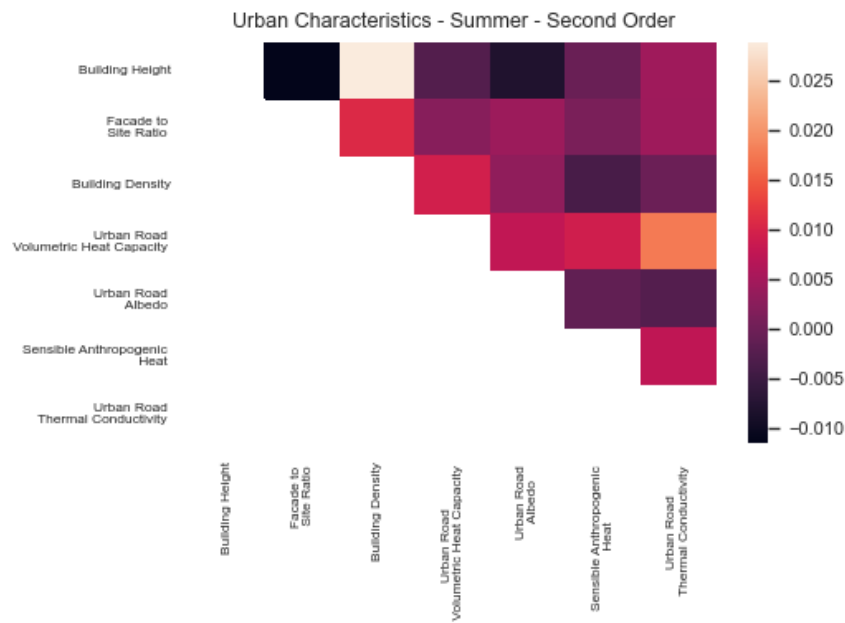 Urban Characteristics - Summer - Second Order
Building Height
Facade to
Site Ratio
Building Density
Urban Road
Volumetric Heat Capacity
Urban Road
Albedo
Sensible Anthropogenic
Heat
Urban Road
Thermal Conductivity
0.025
0.020
0.015
0.010
0.005
0.000
−0.005
−0.010
Building Height
Facade to
Site Ratio
Building Density
Urban Road
Volumetric Heat Capacity
Urban Road
Albedo
Sensible Anthropogenic
Heat
Urban Road
Thermal Conductivity